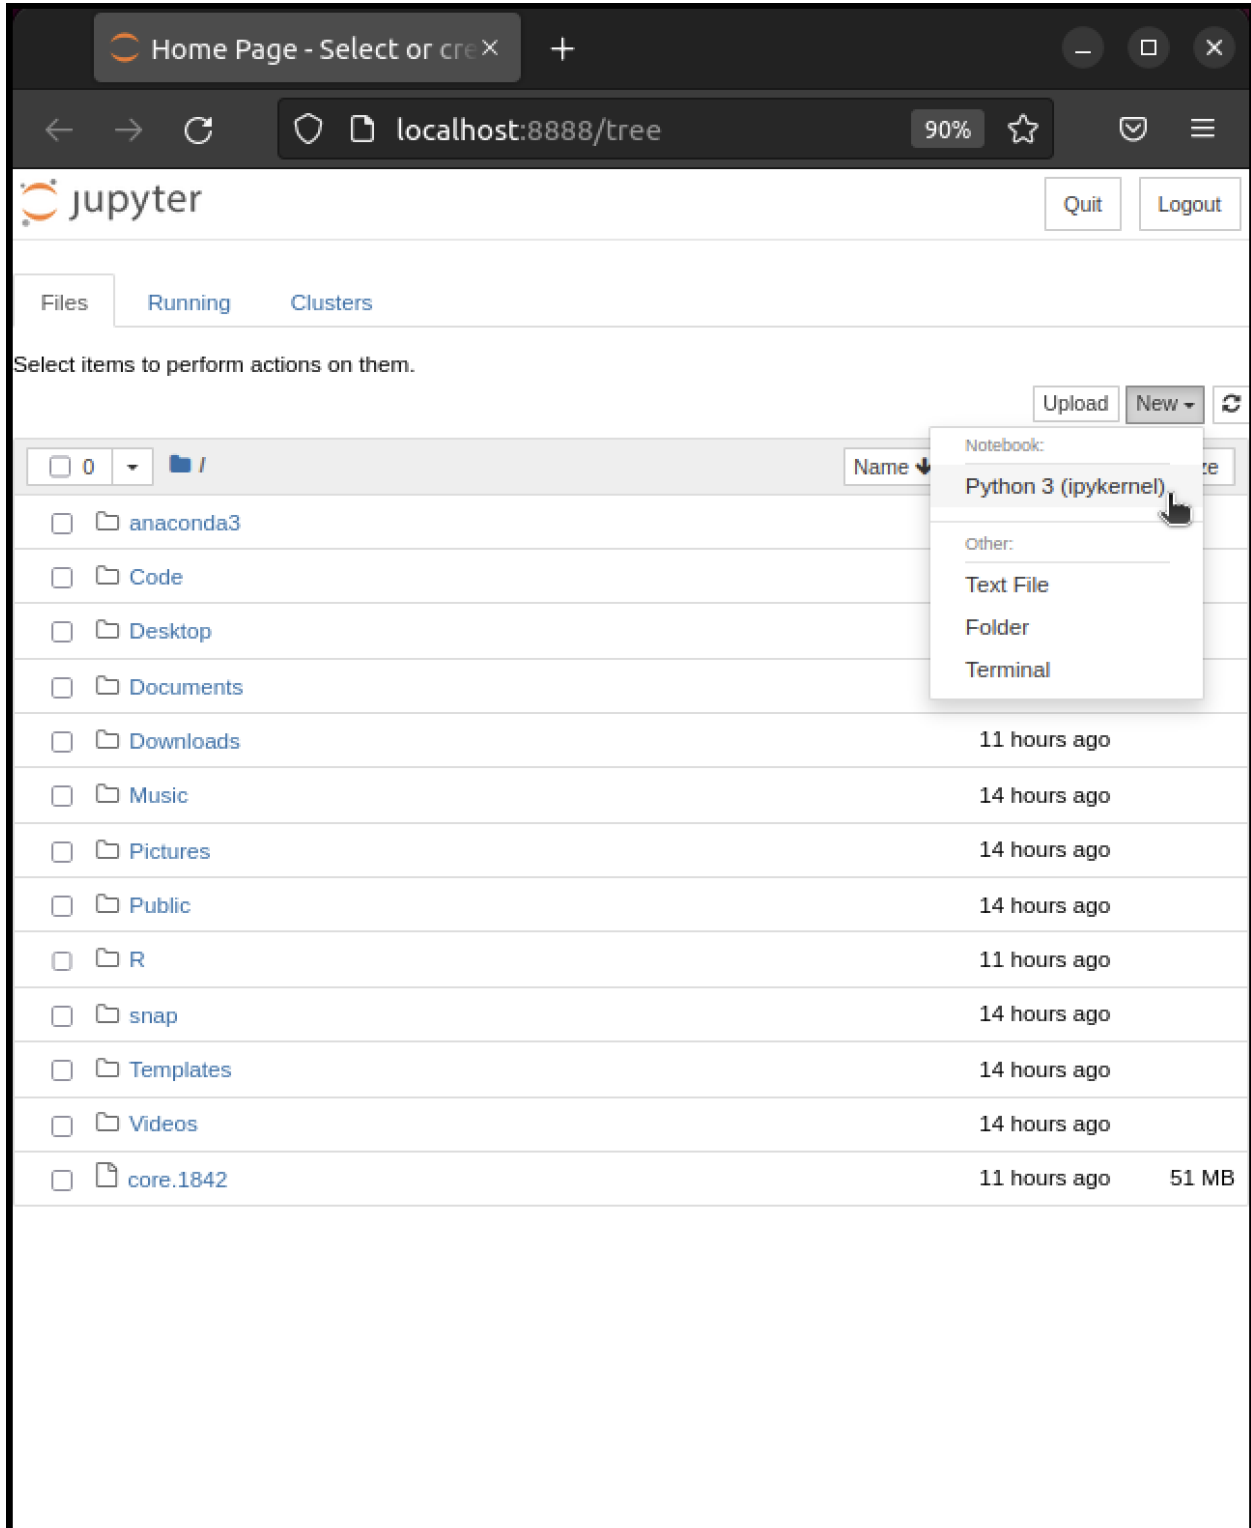 Home Page - Select or cre
localhost:8888/tree 90%
jupyter Quit Logout
Files Running Clusters
Select items to perform actions on them.
Upload New
0 / Name
Notebook:
Python 3 (ipykernel)
Other:
Text File
Folder
Terminal
anaconda3
Code
Desktop
Documents
Downloads 11 hours ago
Music 14 hours ago
Pictures 14 hours ago
Public 14 hours ago
R 11 hours ago
snap 14 hours ago
Templates 14 hours ago
Videos 14 hours ago
core.1842 11 hours ago 51 MB